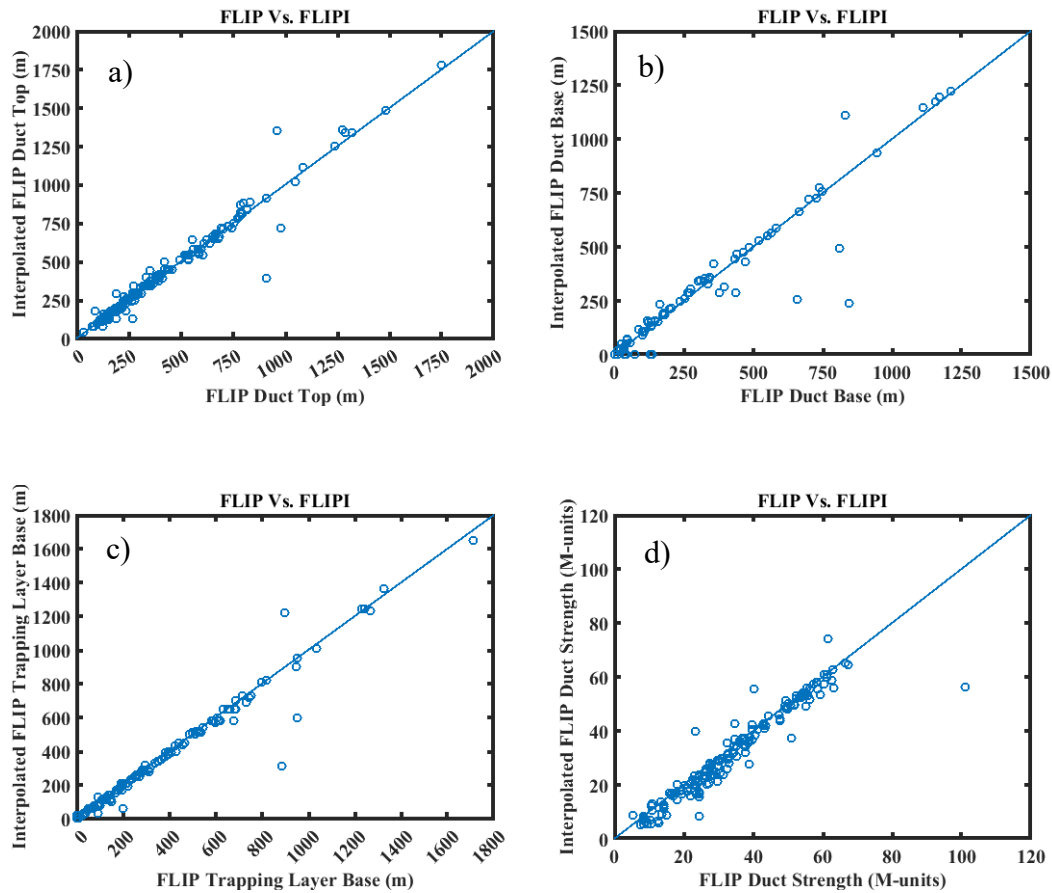 FLIP Vs. FLIPI
a)
Interpolated FLIP Duct Top (m)
2000
1750
1500
1250
1000
750
500
250
0
0 250 500 750 1000 1250 1500 1750 2000
FLIP Duct Top (m)
FLIP Vs. FLIPI
b)
Interpolated FLIP Duct Base (m)
1500
1250
1000
750
500
250
0
0 250 500 750 1000 1250 1500
FLIP Duct Base (m)
FLIP Vs. FLIPI
c)
Interpolated FLIP Trapping Layer Base (m)
1800
1600
1400
1200
1000
800
600
400
200
0
0 200 400 600 800 1000 1200 1400 1600 1800
FLIP Trapping Layer Base (m)
FLIP Vs. FLIPI
d)
Interpolated FLIP Duct Strength (M-units)
120
100
80
60
40
20
0
0 20 40 60 80 100 120
FLIP Duct Strength (M-units)